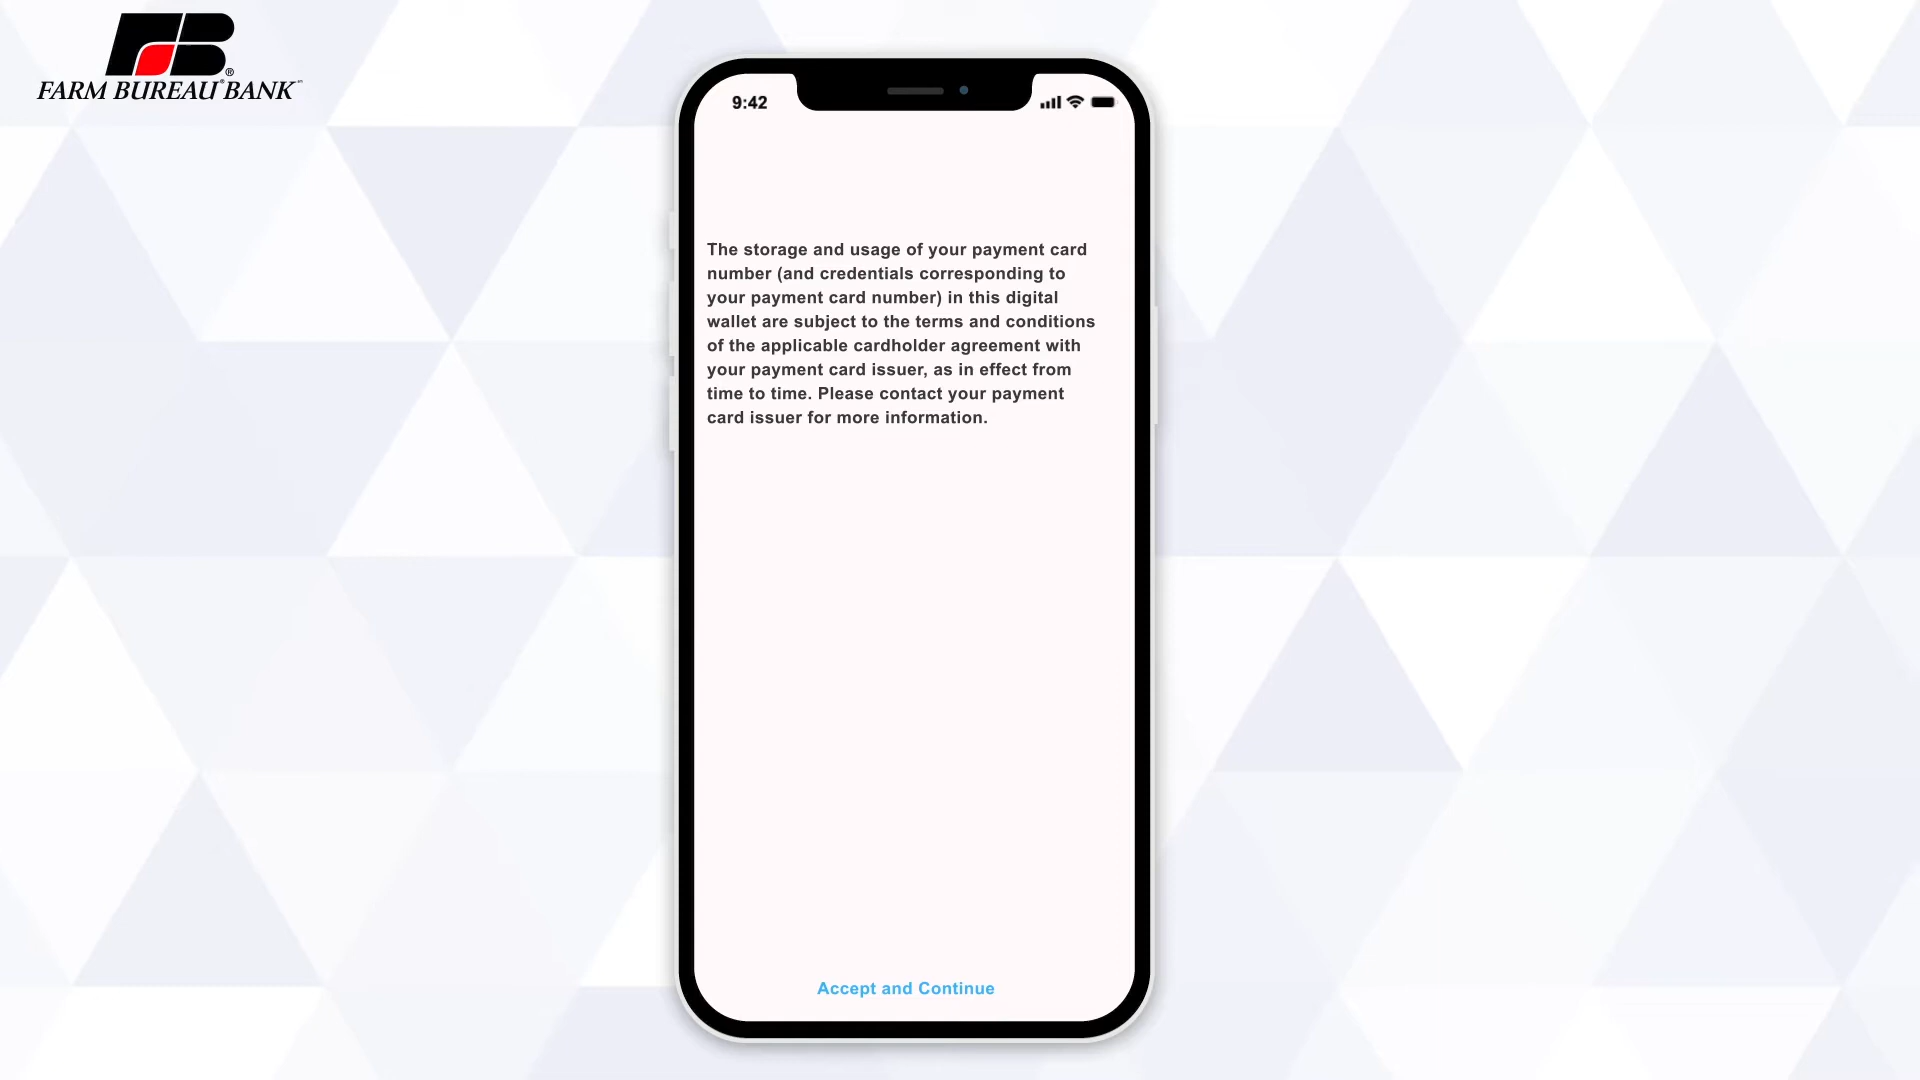 FARM BUREAU® BANK℠
®
9:42
The storage and usage of your payment card
number (and credentials corresponding to
your payment card number) in this digital
wallet are subject to the terms and conditions
of the applicable cardholder agreement with
your payment card issuer, as in effect from
time to time. Please contact your payment
card issuer for more information.
Accept and Continue